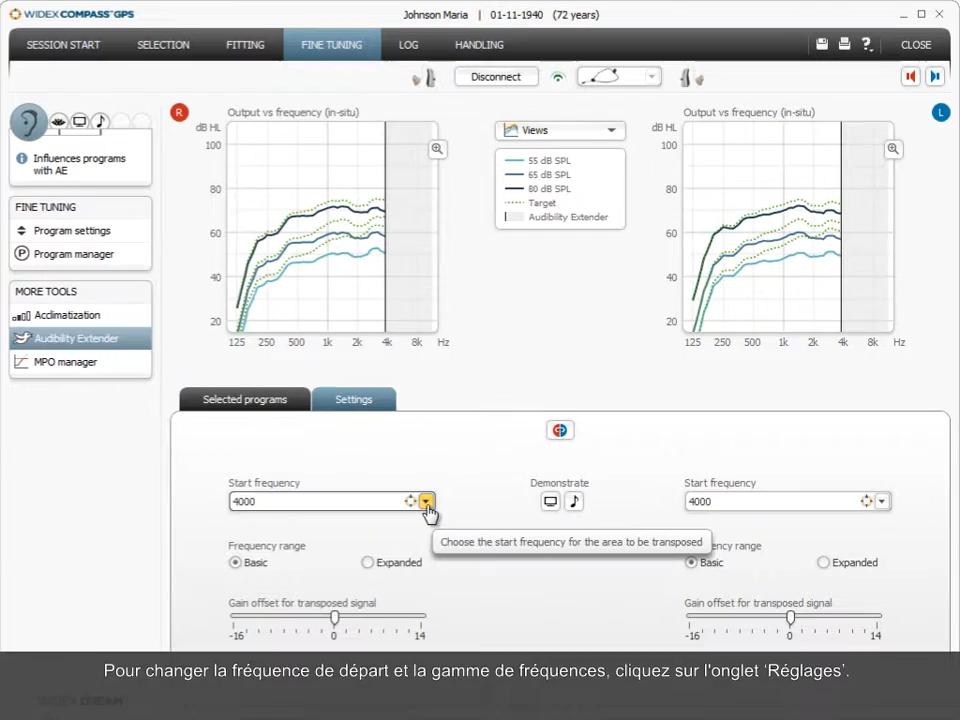 WIDEX COMPASS GPS
Johnson Maria | 01-11-1940 (72 years)
SESSION START SELECTION FITTING FINE TUNING LOG HANDLING ? CLOSE
Disconnect
Influences programs
with AE
FINE TUNING
Program settings
P Program manager
MORE TOOLS
Acclimatization
Audibility Extender
MPO manager
R Output vs frequency (in-situ)
dB HL
100
80
60
40
20
125 250 500 1k 2k 4k 8k Hz
Views
55 dB SPL
65 dB SPL
80 dB SPL
Target
Audibility Extender
Output vs frequency (in-situ) L
dB HL
100
80
60
40
20
125 250 500 1k 2k 4k 8k Hz
Selected programs Settings
Start frequency Demonstrate Start frequency
4000 4000
Choose the start frequency for the area to be transposed
Frequency range ncy range
Basic Expanded Basic Expanded
Gain offset for transposed signal Gain offset for transposed signal
-16 0 14 -16 0 14
Pour changer la fréquence de départ et la gamme de fréquences, cliquez sur l'onglet ‘Réglages’.
WIDEX DREAM